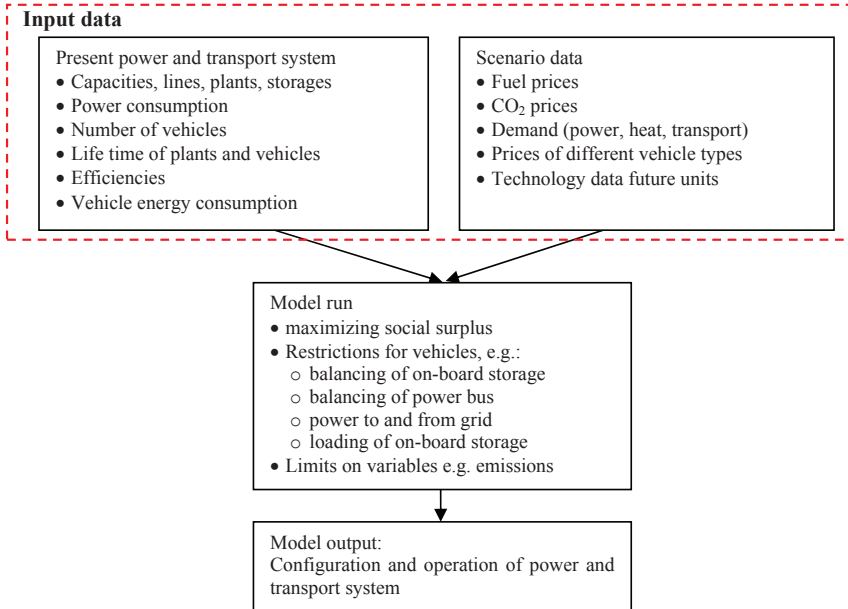 Input data
Present power and transport system
• Capacities, lines, plants, storages
• Power consumption
• Number of vehicles
• Life time of plants and vehicles
• Efficiencies
• Vehicle energy consumption
Scenario data
• Fuel prices
• CO₂ prices
• Demand (power, heat, transport)
• Prices of different vehicle types
• Technology data future units
Model run
• maximizing social surplus
• Restrictions for vehicles, e.g.:
o balancing of on-board storage
o balancing of power bus
o power to and from grid
o loading of on-board storage
• Limits on variables e.g. emissions
Model output:
Configuration and operation of power and
transport system